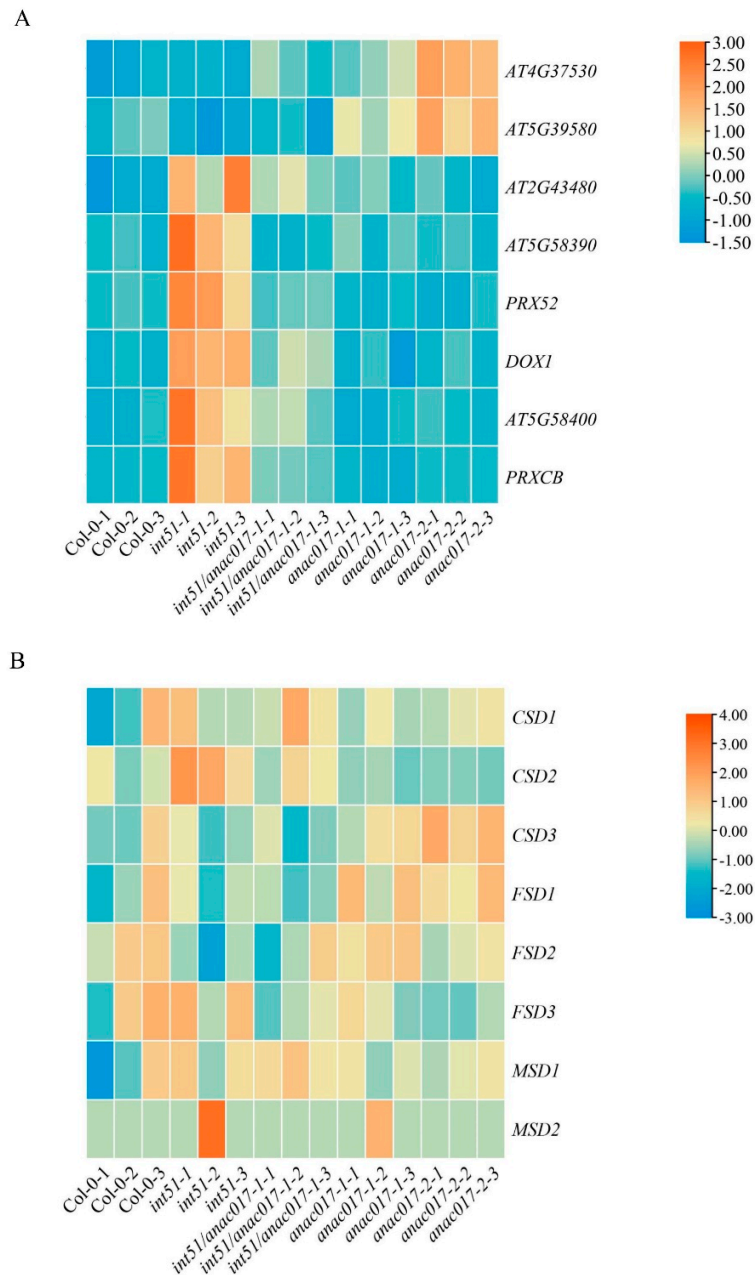 A
3.00
2.50
2.00
1.50
1.00
0.50
0.00
-0.50
-1.00
-1.50
AT4G37530
AT5G39580
AT2G43480
AT5G58390
PRX52
DOX1
AT5G58400
PRXCB
Col-0-1
Col-0-2
Col-0-3
int51-1
int51-2
int51-3
int51/anac017-1-1
int51/anac017-1-2
int51/anac017-1-3
anac017-1-1
anac017-1-2
anac017-1-3
anac017-2-1
anac017-2-2
anac017-2-3
B
4.00
3.00
2.00
1.00
0.00
-1.00
-2.00
-3.00
CSD1
CSD2
CSD3
FSD1
FSD2
FSD3
MSD1
MSD2
Col-0-1
Col-0-2
Col-0-3
int51-1
int51-2
int51-3
int51/anac017-1-1
int51/anac017-1-2
int51/anac017-1-3
anac017-1-1
anac017-1-2
anac017-1-3
anac017-2-1
anac017-2-2
anac017-2-3